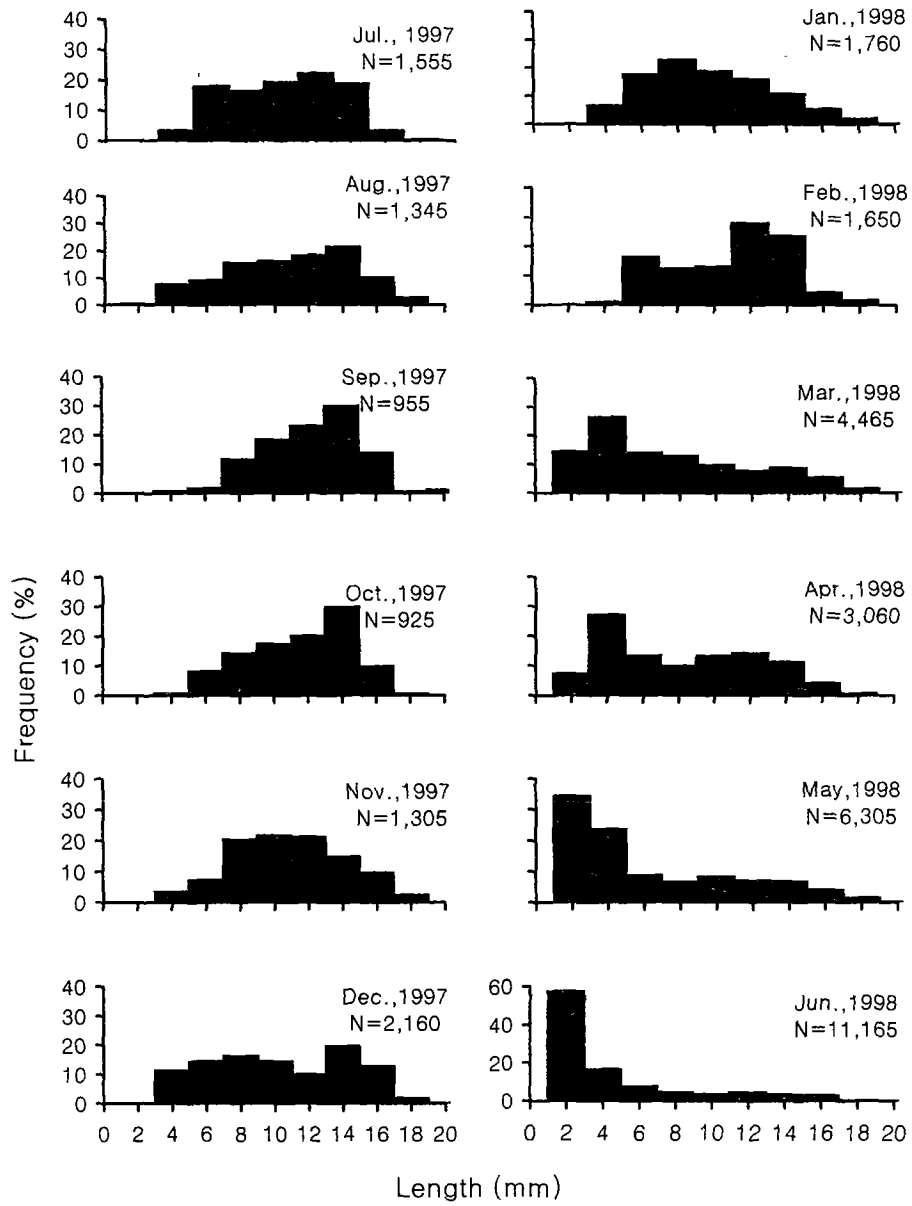 40
30
20
10
0
Jul., 1997
N=1,555
Jan.,1998
N=1,760
40
30
20
10
0
Aug.,1997
N=1,345
Feb.,1998
N=1,650
40
30
20
10
0
Sep.,1997
N=955
Mar.,1998
N=4,465
40
30
20
10
0
Oct.,1997
N=925
Apr.,1998
N=3,060
40
30
20
10
0
Nov.,1997
N=1,305
May,1998
N=6,305
40
30
20
10
0
Dec.,1997
N=2,160
60
40
20
0
Jun.,1998
N=11,165
0 2 4 6 8 10 12 14 16 18 20
0 2 4 6 8 10 12 14 16 18 20
Frequency (%)
Length (mm)